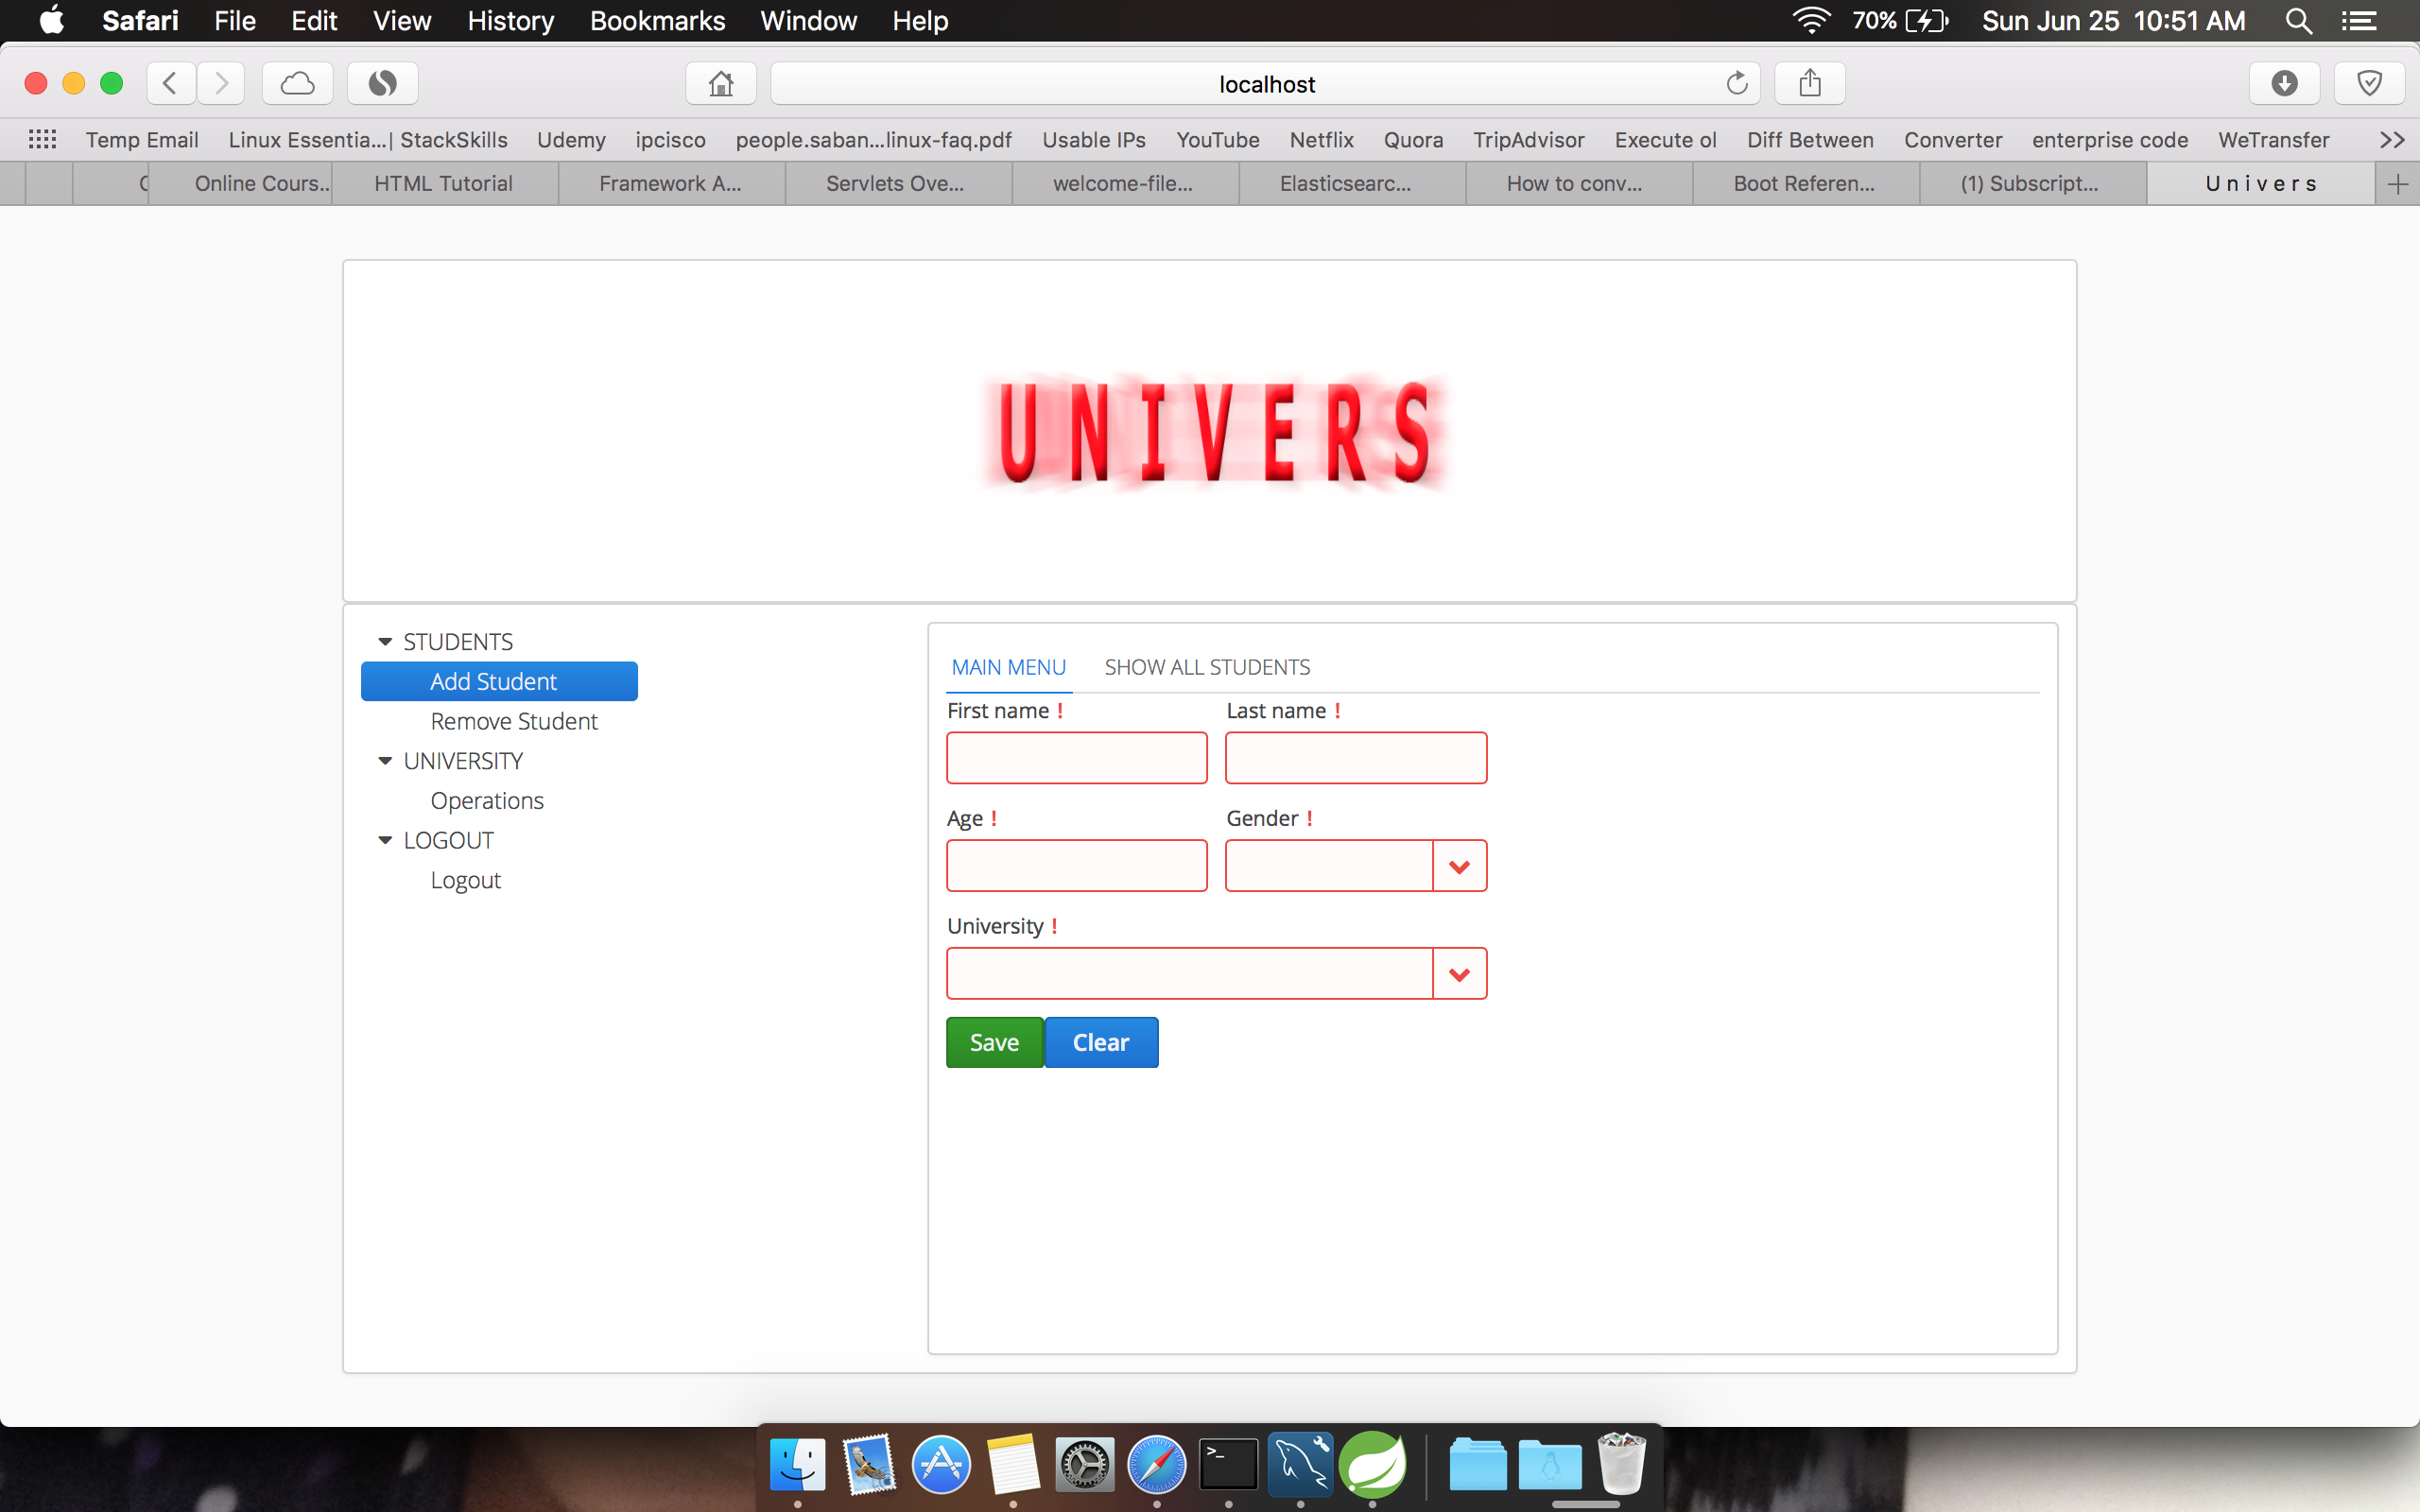 Safari File Edit View History Bookmarks Window Help 70% Sun Jun 25 10:51 AM
localhost
Temp Email Linux Essentia...| StackSkills Udemy ipcisco people.saban...linux-faq.pdf Usable IPs YouTube Netflix Quora TripAdvisor Execute ol Diff Between Converter enterprise code WeTransfer >>
Online Cours... HTML Tutorial Framework A... Servlets Ove... welcome-file... Elasticsearc... How to conv... Boot Referen... (1) Subscript... U n i v e r s +
U N I V E R S
STUDENTS
Add Student
Remove Student
UNIVERSITY
Operations
LOGOUT
Logout
MAIN MENU SHOW ALL STUDENTS
First name ! Last name !
Age ! Gender !
University !
Save Clear
>_